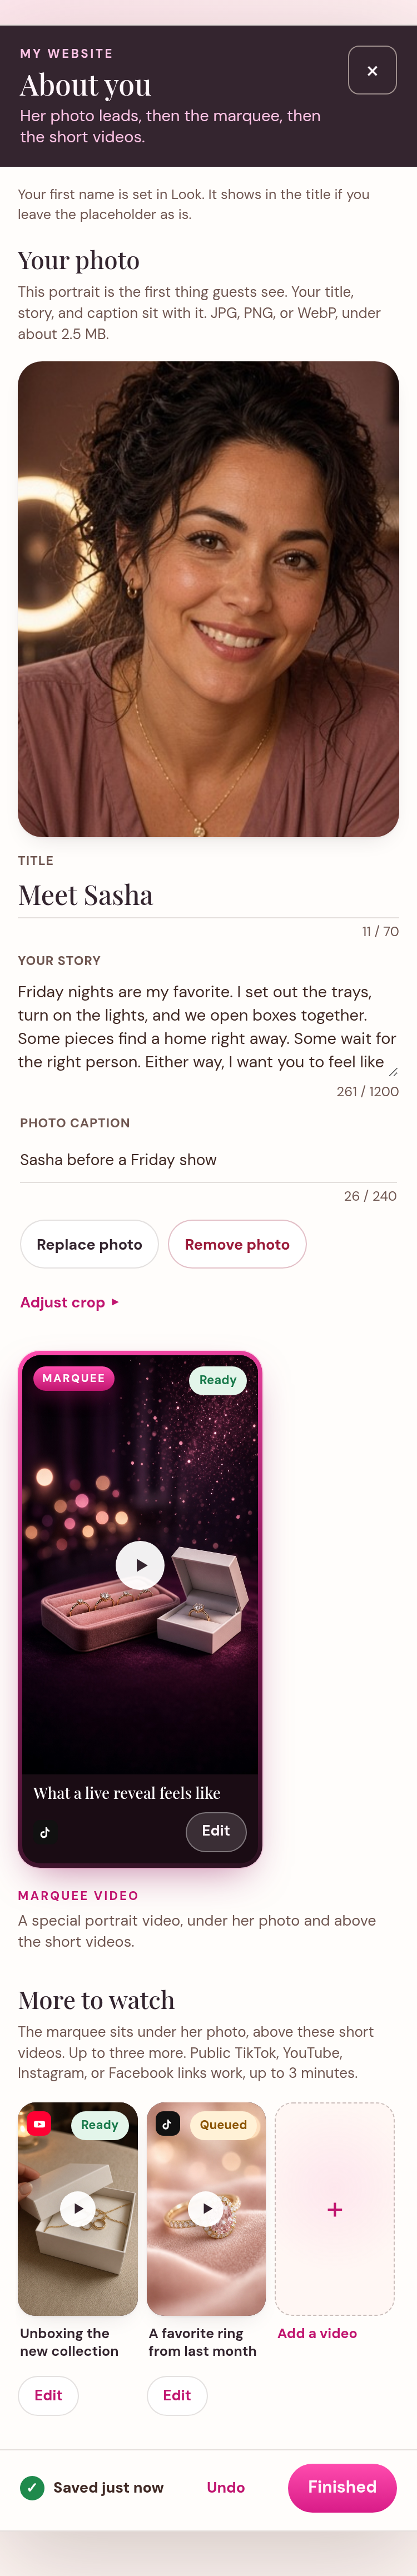 MY WEBSITE
About you
Her photo leads, then the marquee, then
the short videos.
×
Your first name is set in Look. It shows in the title if you
leave the placeholder as is.
Your photo
This portrait is the first thing guests see. Your title,
story, and caption sit with it. JPG, PNG, or WebP, under
about 2.5 MB.
TITLE
Meet Sasha
11 / 70
YOUR STORY
Friday nights are my favorite. I set out the trays,
turn on the lights, and we open boxes together.
Some pieces find a home right away. Some wait for
the right person. Either way, I want you to feel like
261 / 1200
PHOTO CAPTION
Sasha before a Friday show
26 / 240
Replace photo
Remove photo
Adjust crop ▸
MARQUEE
Ready
What a live reveal feels like
Edit
MARQUEE VIDEO
A special portrait video, under her photo and above
the short videos.
More to watch
The marquee sits under her photo, above these short
videos. Up to three more. Public TikTok, YouTube,
Instagram, or Facebook links work, up to 3 minutes.
Ready
Queued
+
Unboxing the
new collection
A favorite ring
from last month
Add a video
Edit
Edit
✓ Saved just now
Undo
Finished